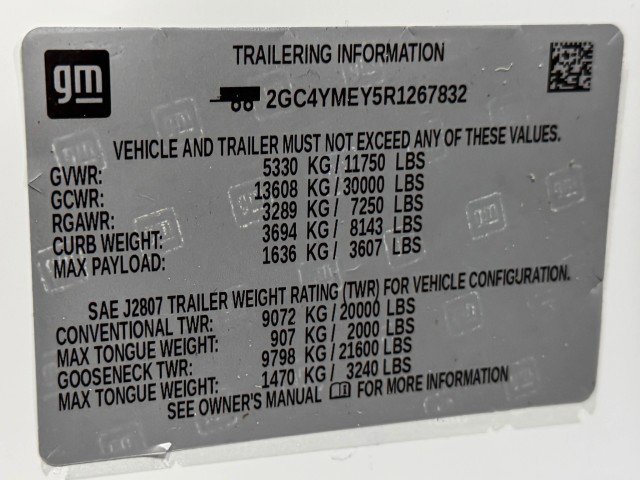 gm
TRAILERING INFORMATION
2GC4YMEY5R1267832
VEHICLE AND TRAILER MUST NOT EXCEED ANY OF THESE VALUES.
GVWR: 5330 KG / 11750 LBS
GCWR: 13608 KG / 30000 LBS
RGAWR: 3289 KG / 7250 LBS
CURB WEIGHT: 3694 KG / 8143 LBS
MAX PAYLOAD: 1636 KG / 3607 LBS
SAE J2807 TRAILER WEIGHT RATING (TWR) FOR VEHICLE CONFIGURATION.
CONVENTIONAL TWR: 9072 KG / 20000 LBS
MAX TONGUE WEIGHT: 907 KG / 2000 LBS
GOOSENECK TWR: 9798 KG / 21600 LBS
MAX TONGUE WEIGHT: 1470 KG / 3240 LBS
SEE OWNER'S MANUAL FOR MORE INFORMATION